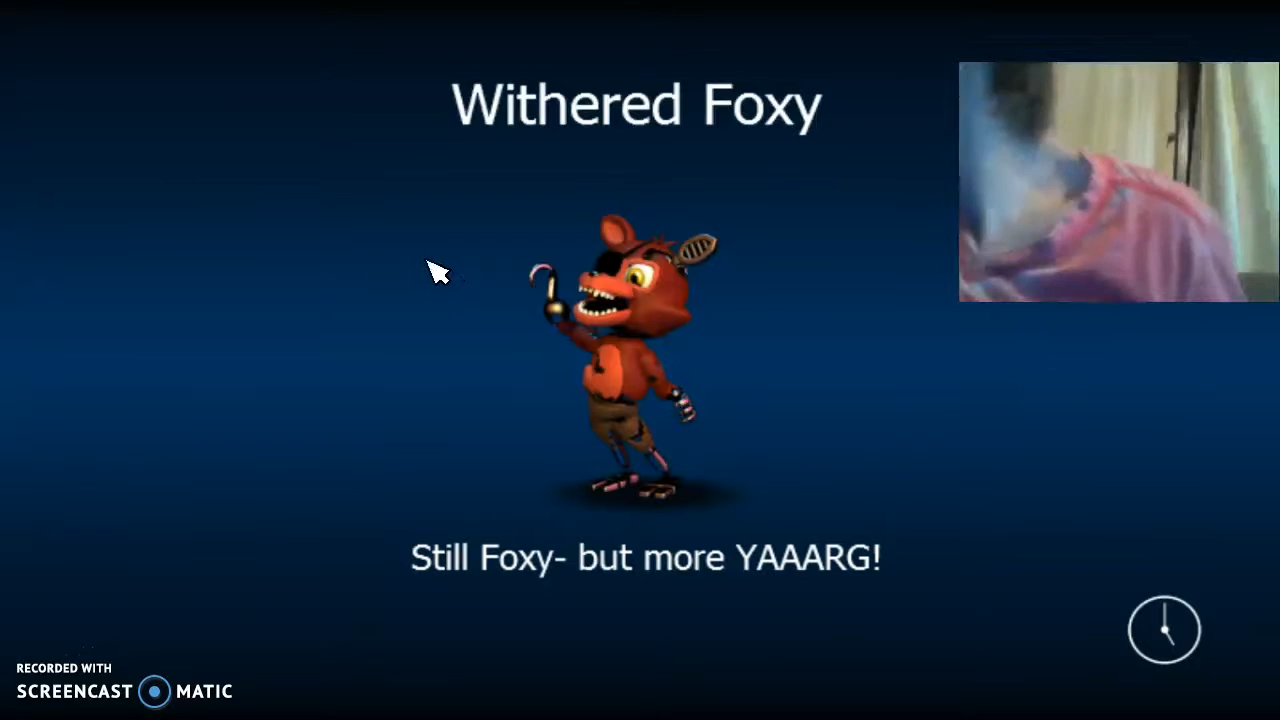 Withered Foxy
Still Foxy- but more YAAARG!
RECORDED WITH
SCREENCAST MATIC